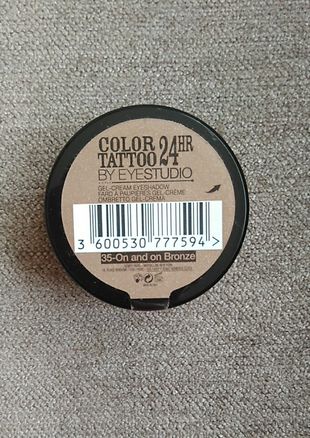 COLOR 24HR
TATTOO
BY EYESTUDIO
GEL-CREAM EYESHADOW
FARD À PAUPIÈRES GEL-CRÈME
OMBRETTO GEL-CREMA
3 600530 777594 >
35-On and on Bronze